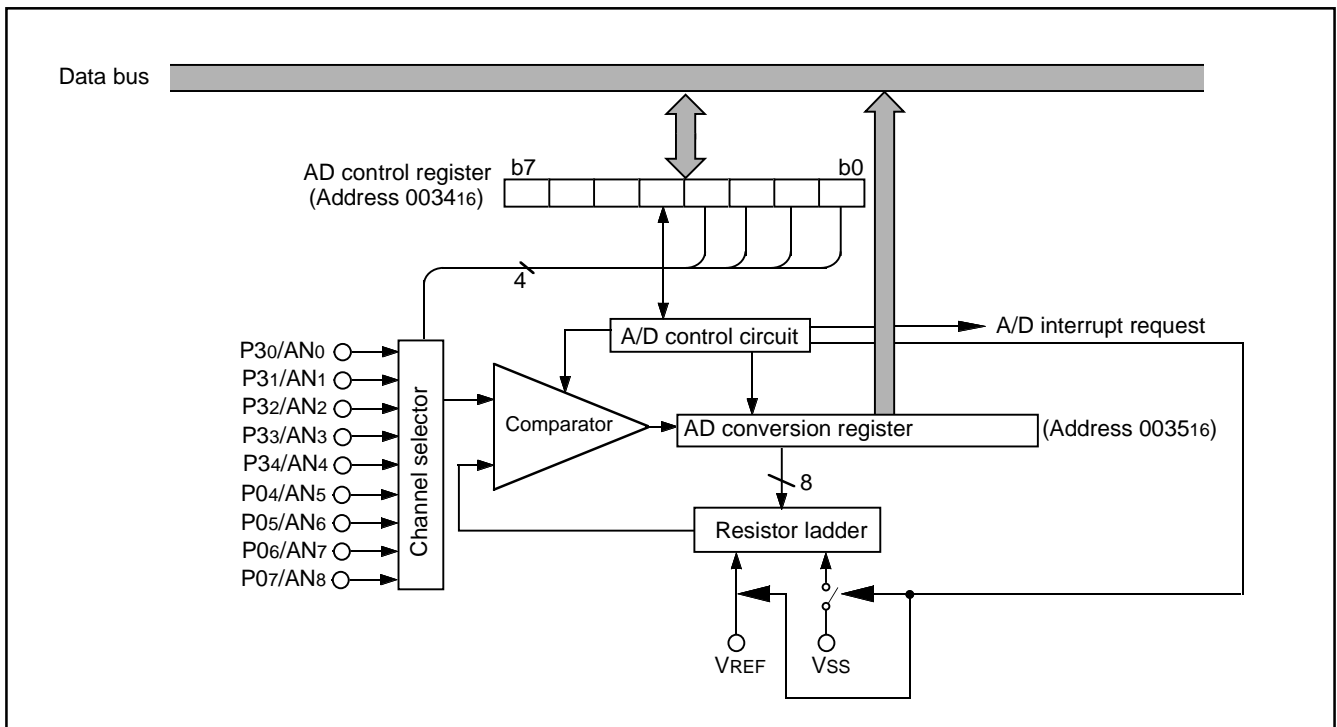 Data bus
AD control register
(Address 003416)
b7
b0
4
A/D control circuit
A/D interrupt request
P30/AN0
P31/AN1
P32/AN2
P33/AN3
P34/AN4
P04/AN5
P05/AN6
P06/AN7
P07/AN8
Channel selector
Comparator
AD conversion register
(Address 003516)
8
Resistor ladder
VREF
VSS